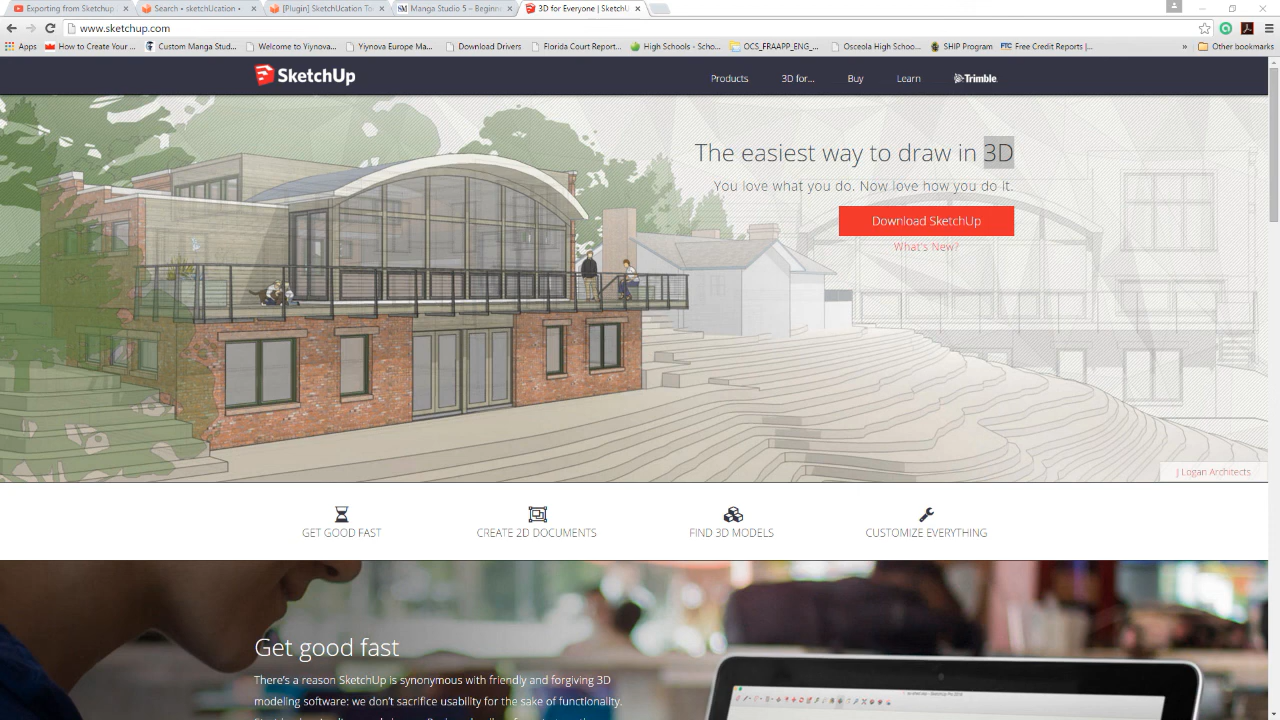 Exporting from Sketchup
Search • sketchUcation •
[Plugin] SketchUcation To
Manga Studio 5 – Beginn
3D for Everyone | SketchU
www.sketchup.com
Apps
How to Create Your ...
Custom Manga Stud...
Welcome to Yiynova...
Yiynova Europe Ma...
Download Drivers
Florida Court Report...
High Schools - Scho...
OCS_FRAAPP_ENG_...
Osceola High Schoo...
SHIP Program
FTC Free Credit Reports |...
»
Other bookmarks
SketchUp
Products
3D for...
Buy
Learn
Trimble
The easiest way to draw in 3D
You love what you do. Now love how you do it.
Download SketchUp
What's New?
J Logan Architects
GET GOOD FAST
CREATE 2D DOCUMENTS
FIND 3D MODELS
CUSTOMIZE EVERYTHING
Get good fast
There's a reason SketchUp is synonymous with friendly and forgiving 3D
modeling software: we don't sacrifice usability for the sake of functionality.